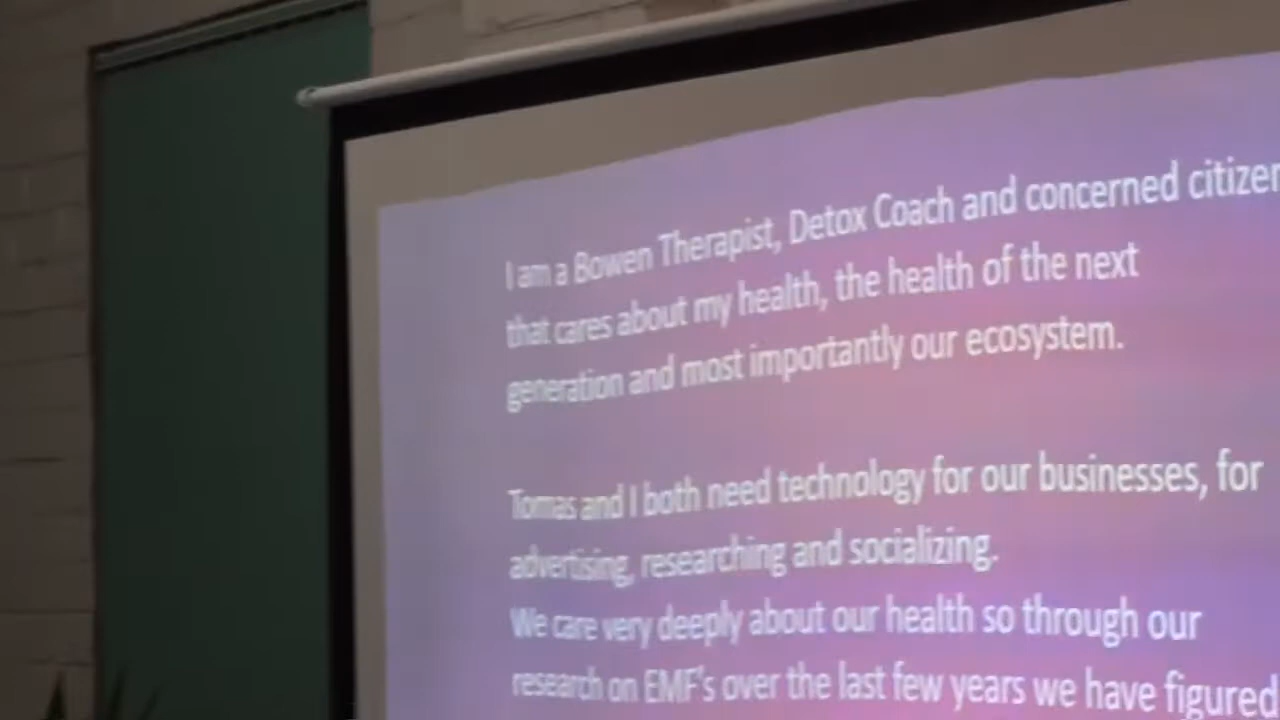 I am a Bowen Therapist, Detox Coach and concerned citizen
that cares about my health, the health of the next
generation and most importantly our ecosystem.
Tomas and I both need technology for our businesses, for
advertising, researching and socializing.
We care very deeply about our health so through our
research on EMF's over the last few years we have figured